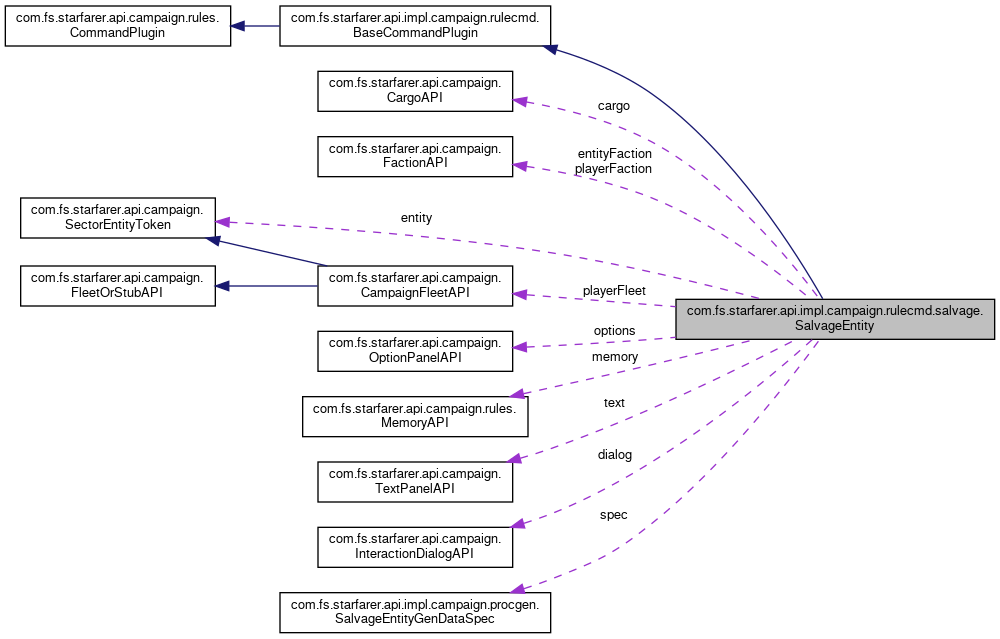 com.fs.starfarer.api.campaign.rules.
CommandPlugin
com.fs.starfarer.api.impl.campaign.rulecmd.
BaseCommandPlugin
com.fs.starfarer.api.campaign.
CargoAPI
cargo
com.fs.starfarer.api.campaign.
FactionAPI
entityFaction
playerFaction
com.fs.starfarer.api.campaign.
SectorEntityToken
entity
com.fs.starfarer.api.campaign.
FleetOrStubAPI
com.fs.starfarer.api.campaign.
CampaignFleetAPI
playerFleet
com.fs.starfarer.api.impl.campaign.rulecmd.salvage.
SalvageEntity
com.fs.starfarer.api.campaign.
OptionPanelAPI
options
memory
com.fs.starfarer.api.campaign.rules.
MemoryAPI
text
com.fs.starfarer.api.campaign.
TextPanelAPI
dialog
com.fs.starfarer.api.campaign.
InteractionDialogAPI
spec
com.fs.starfarer.api.impl.campaign.procgen.
SalvageEntityGenDataSpec